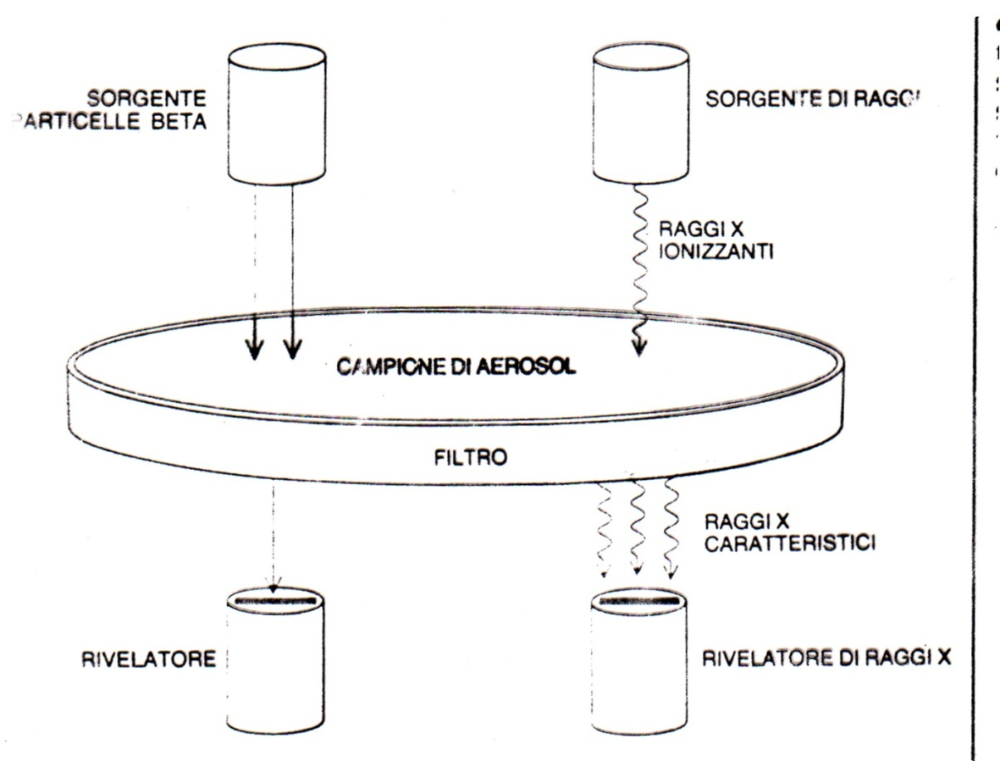 SORGENTE
PARTICELLE BETA
SORGENTE DI RAGGI
RAGGI X
IONIZZANTI
CAMPIONE DI AEROSOL
FILTRO
RAGGI X
CARATTERISTICI
RIVELATORE
RIVELATORE DI RAGGI X